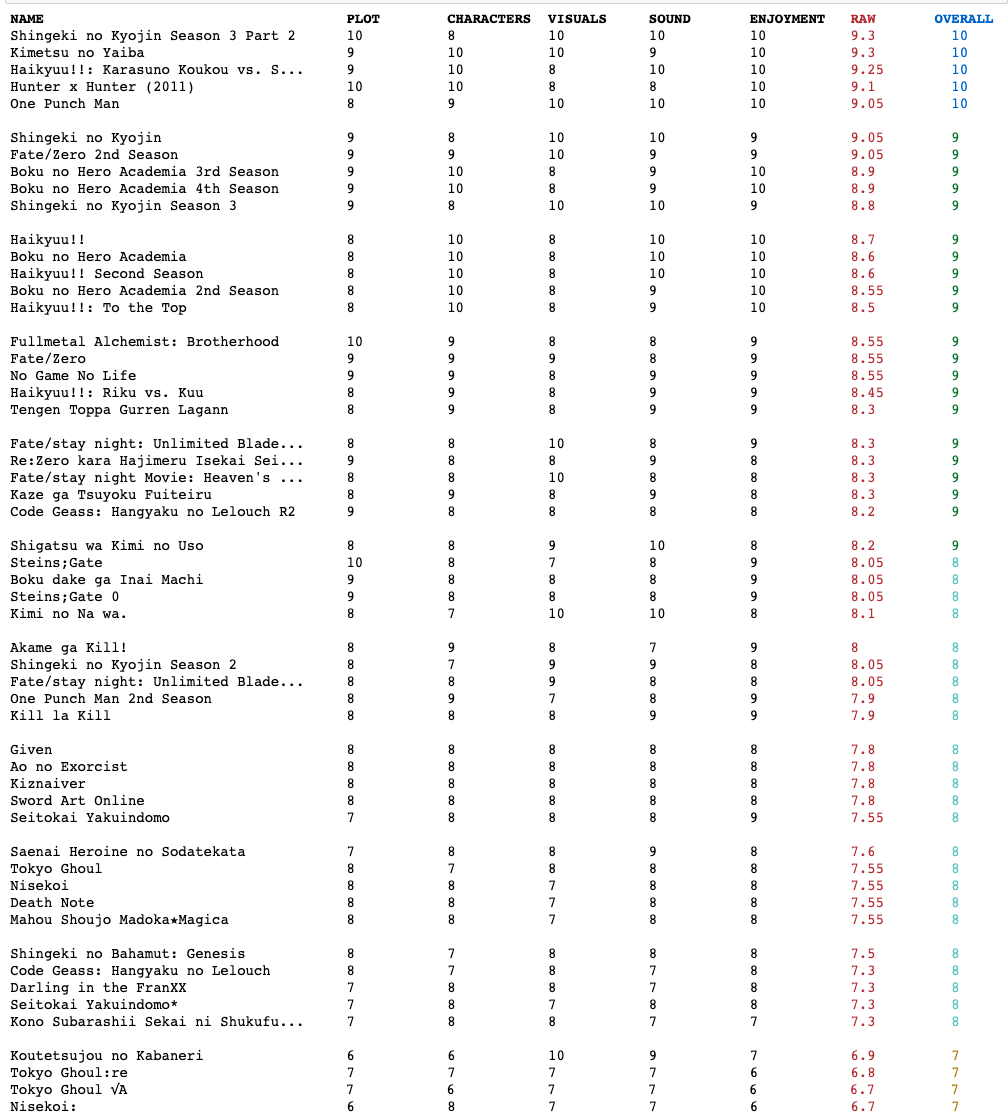 NAME PLOT CHARACTERS VISUALS SOUND ENJOYMENT RAW OVERALL
Shingeki no Kyojin Season 3 Part 2 10 8 10 10 10 9.3 10
Kimetsu no Yaiba 9 10 10 9 10 9.3 10
Haikyuu!!: Karasuno Koukou vs. S... 9 10 8 10 10 9.25 10
Hunter x Hunter (2011) 10 10 8 8 10 9.1 10
One Punch Man 8 9 10 10 10 9.05 10
Shingeki no Kyojin 9 8 10 10 9 9.05 9
Fate/Zero 2nd Season 9 9 10 9 9 9.05 9
Boku no Hero Academia 3rd Season 9 10 8 9 10 8.9 9
Boku no Hero Academia 4th Season 9 10 8 9 10 8.9 9
Shingeki no Kyojin Season 3 9 8 10 10 9 8.8 9
Haikyuu!! 8 10 8 10 10 8.7 9
Boku no Hero Academia 8 10 8 10 10 8.6 9
Haikyuu!! Second Season 8 10 8 10 10 8.6 9
Boku no Hero Academia 2nd Season 8 10 8 9 10 8.55 9
Haikyuu!!: To the Top 8 10 8 9 10 8.5 9
Fullmetal Alchemist: Brotherhood 10 9 8 8 9 8.55 9
Fate/Zero 9 9 9 8 9 8.55 9
No Game No Life 9 9 8 9 9 8.55 9
Haikyuu!!: Riku vs. Kuu 8 9 8 9 9 8.45 9
Tengen Toppa Gurren Lagann 8 9 8 9 9 8.3 9
Fate/stay night: Unlimited Blade... 8 8 10 8 9 8.3 9
Re:Zero kara Hajimeru Isekai Sei... 9 8 8 9 8 8.3 9
Fate/stay night Movie: Heaven's ... 8 8 10 8 8 8.3 9
Kaze ga Tsuyoku Fuiteiru 8 9 8 9 8 8.3 9
Code Geass: Hangyaku no Lelouch R2 9 8 8 8 8 8.2 9
Shigatsu wa Kimi no Uso 8 8 9 10 8 8.2 9
Steins;Gate 10 8 7 8 9 8.05 8
Boku dake ga Inai Machi 9 8 8 8 9 8.05 8
Steins;Gate 0 9 8 8 8 9 8.05 8
Kimi no Na wa. 8 7 10 10 8 8.1 8
Akame ga Kill! 8 9 8 7 9 8 8
Shingeki no Kyojin Season 2 8 7 9 9 8 8.05 8
Fate/stay night: Unlimited Blade... 8 8 9 8 8 8.05 8
One Punch Man 2nd Season 8 9 7 8 9 7.9 8
Kill la Kill 8 8 8 9 9 7.9 8
Given 8 8 8 8 8 7.8 8
Ao no Exorcist 8 8 8 8 8 7.8 8
Kiznaiver 8 8 8 8 8 7.8 8
Sword Art Online 8 8 8 8 8 7.8 8
Seitokai Yakuindomo 7 8 8 8 9 7.55 8
Saenai Heroine no Sodatekata 7 8 8 9 8 7.6 8
Tokyo Ghoul 8 7 8 8 8 7.55 8
Nisekoi 8 8 7 8 8 7.55 8
Death Note 8 8 7 8 8 7.55 8
Mahou Shoujo Madoka★Magica 8 8 7 8 8 7.55 8
Shingeki no Bahamut: Genesis 8 7 8 8 8 7.5 8
Code Geass: Hangyaku no Lelouch 8 7 8 7 8 7.3 8
Darling in the FranXX 7 8 8 7 8 7.3 8
Seitokai Yakuindomo* 7 8 7 8 8 7.3 8
Kono Subarashii Sekai ni Shukufu... 7 8 8 7 7 7.3 8
Koutetsujou no Kabaneri 6 6 10 9 7 6.9 7
Tokyo Ghoul:re 7 7 7 7 6 6.8 7
Tokyo Ghoul √A 7 6 7 7 6 6.7 7
Nisekoi: 6 8 7 7 6 6.7 7